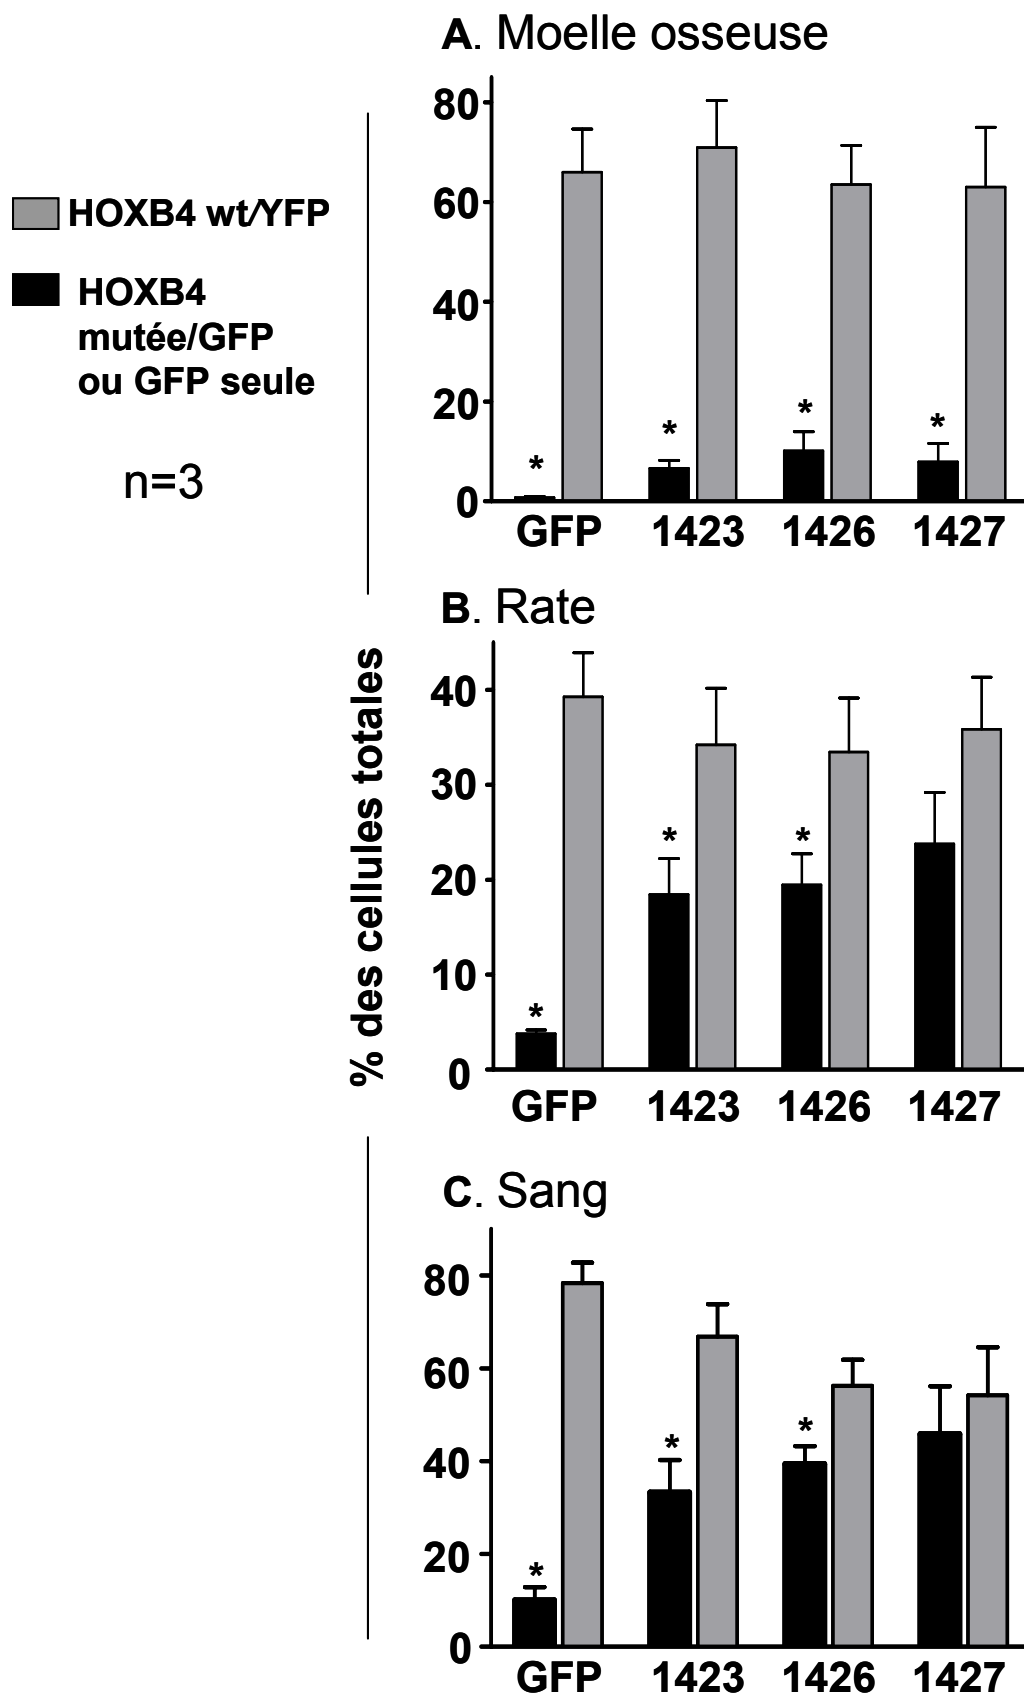 A. Moelle osseuse
HOXB4 wt/YFP
HOXB4
mutée/GFP
ou GFP seule
n=3
80
60
40
20
0
* * * *
GFP 1423 1426 1427
B. Rate
% des cellules totales
40
30
20
10
0
* * *
GFP 1423 1426 1427
C. Sang
80
60
40
20
0
* * *
GFP 1423 1426 1427